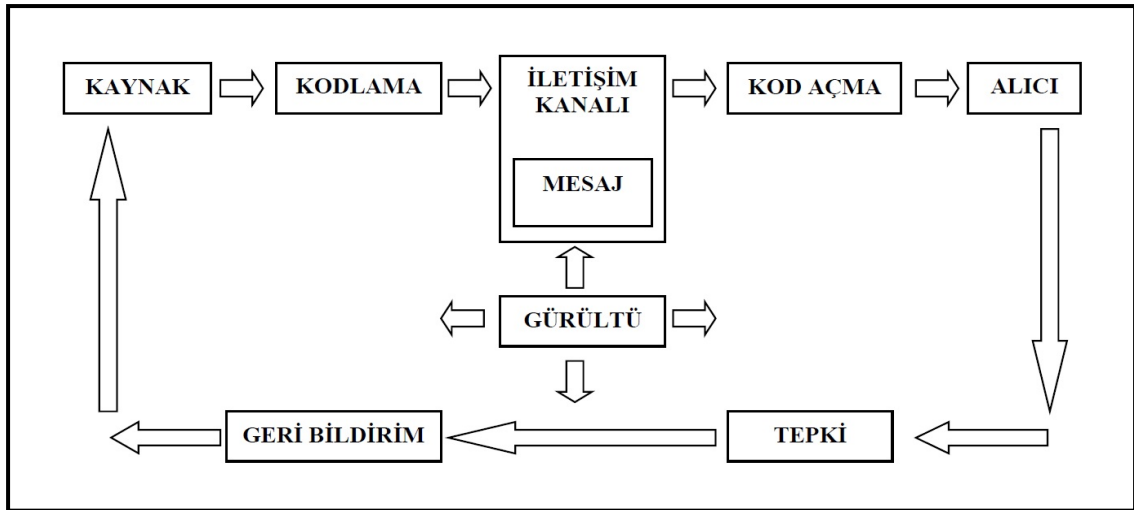 KAYNAK
KODLAMA
İLETİŞİM
KANALI
MESAJ
KOD AÇMA
ALICI
GÜRÜLTÜ
GERİ BİLDİRİM
TEPKİ